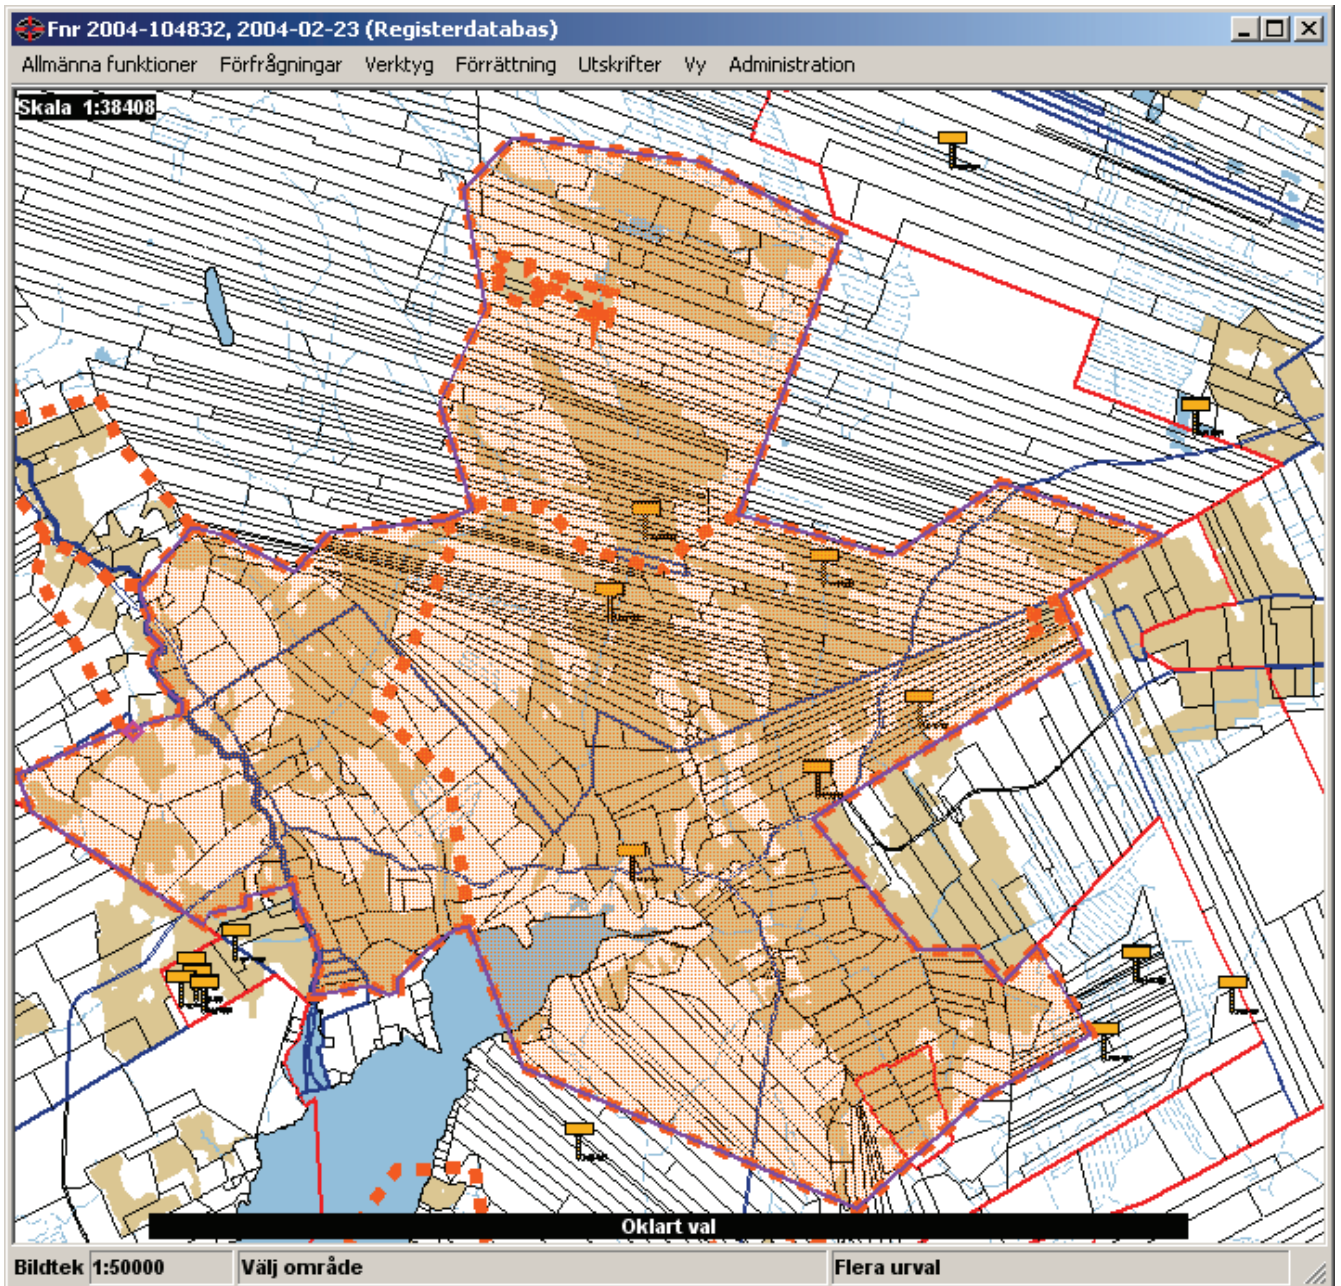 Fnr 2004-104832, 2004-02-23 (Registerdatabas)
Allmänna funktioner Förfrågningar Verktyg Förrättning Utskrifter Vy Administration
Skala 1:38408
Oklart val
Bildtek 1:50000 Välj område Flera urval